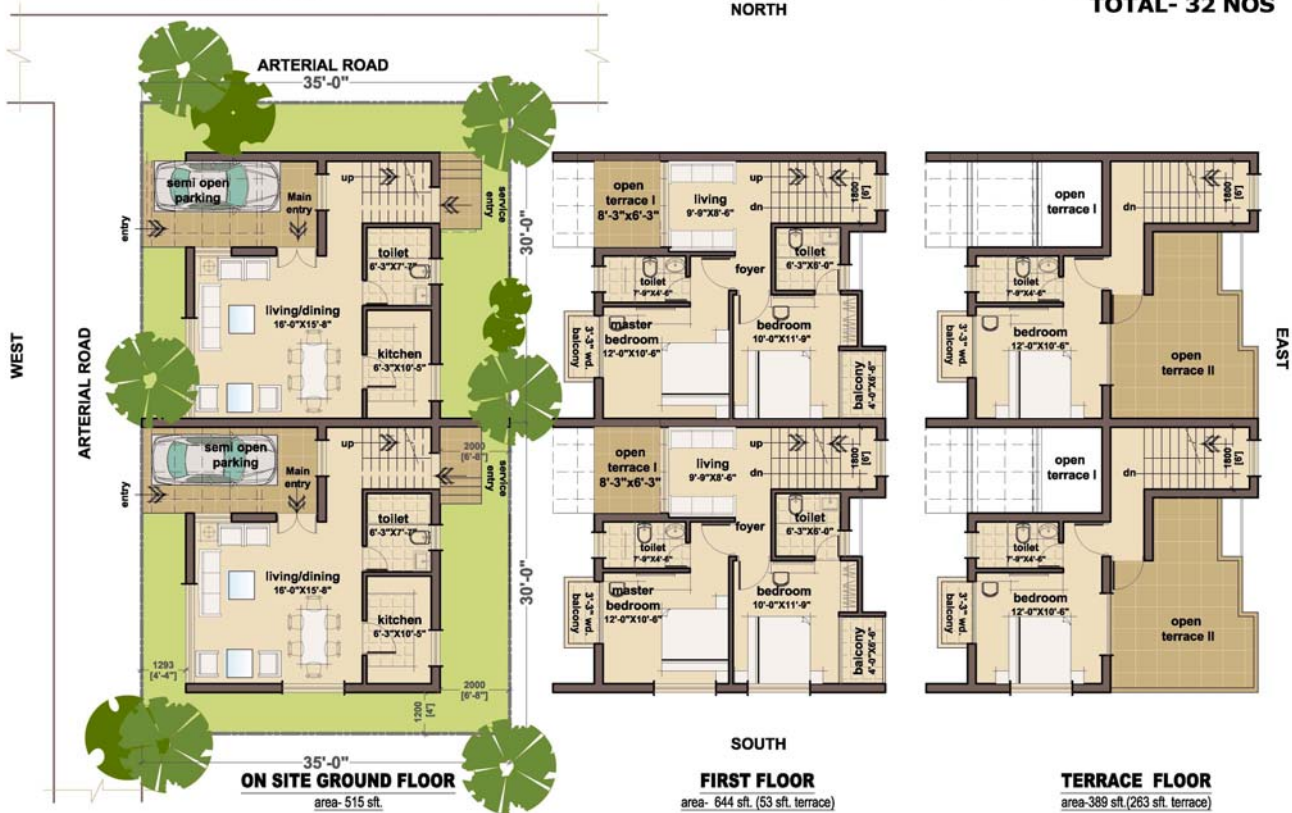 NORTH
TOTAL- 32 NOS
ARTERIAL ROAD
35'-0"
WEST
ARTERIAL ROAD
EAST
semi open
parking
Main
entry
entry
up
service
entry
30'-0"
toilet
6'-3"X7'-7"
living/dining
16'-0"X15'-8"
kitchen
6'-3"X10'-5"
semi open
parking
Main
entry
entry
up
2000
[6'-8"]
service
entry
toilet
6'-3"X7'-7"
living/dining
16'-0"X15'-8"
kitchen
6'-3"X10'-5"
30'-0"
1293
[4'-4"]
2000
[6'-8"]
1200
[4']
35'-0"
ON SITE GROUND FLOOR
area- 515 sft.
open
terrace I
8'-3"x6'-3"
living
9'-9"X8'-6"
up
dn
1800
[6']
toilet
7'-9"X4'-6"
foyer
toilet
6'-3"X6'-0"
3'-3" wd.
balcony
master
bedroom
12'-0"X10'-6"
bedroom
10'-0"X11'-9"
balcony
4'-0"X6'-6"
open
terrace I
8'-3"x6'-3"
living
9'-9"X8'-6"
up
dn
1800
[6']
toilet
7'-9"X4'-6"
foyer
toilet
6'-3"X6'-0"
3'-3" wd.
balcony
master
bedroom
12'-0"X10'-6"
bedroom
10'-0"X11'-9"
balcony
4'-0"X6'-6"
SOUTH
FIRST FLOOR
area- 644 sft. (53 sft. terrace)
open
terrace I
dn
1800
[6']
toilet
7'-9"X4'-6"
3'-3" wd.
balcony
bedroom
12'-0"X10'-6"
open
terrace II
open
terrace I
dn
1800
[6']
toilet
7'-9"X4'-6"
3'-3" wd.
balcony
bedroom
12'-0"X10'-6"
open
terrace II
TERRACE FLOOR
area-389 sft.(263 sft. terrace)